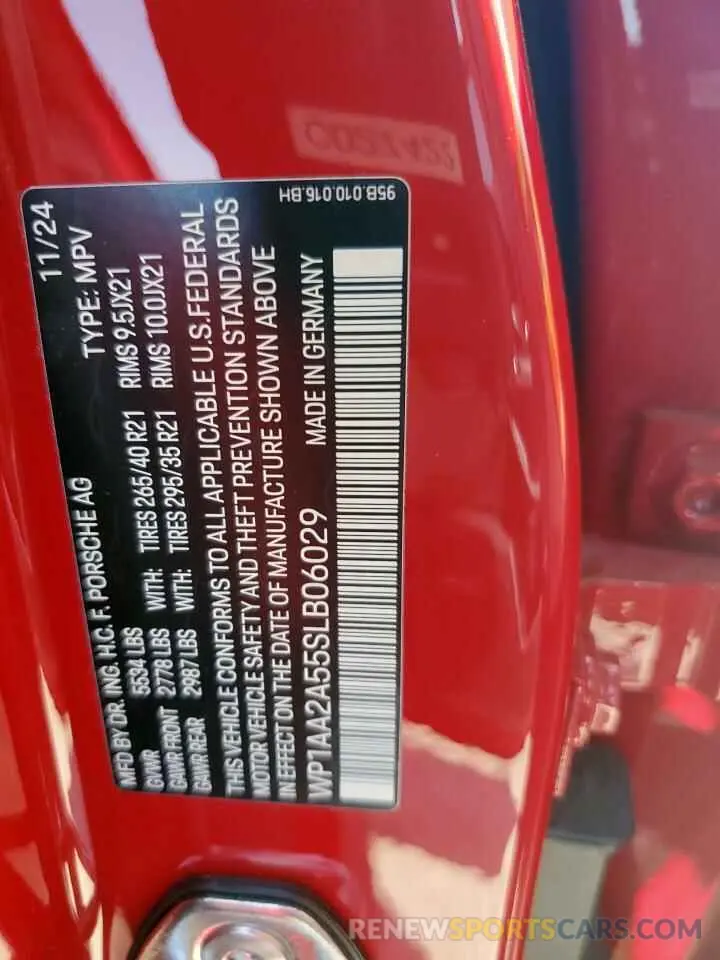 MFD BY DR. ING. H.C. F. PORSCHE AG 11/24
GVWR 5534 LBS TYPE: MPV
GAWR FRONT 2778 LBS WITH: TIRES 265/40 R21 RIMS 9.5JX21
GAWR REAR 2987 LBS WITH: TIRES 295/35 R21 RIMS 10.0JX21
THIS VEHICLE CONFORMS TO ALL APPLICABLE U.S. FEDERAL
MOTOR VEHICLE SAFETY AND THEFT PREVENTION STANDARDS
IN EFFECT ON THE DATE OF MANUFACTURE SHOWN ABOVE
WP1AA2A55SLB06029 MADE IN GERMANY
95B.010.016.BH
RENEWSPORTSCARS.COM